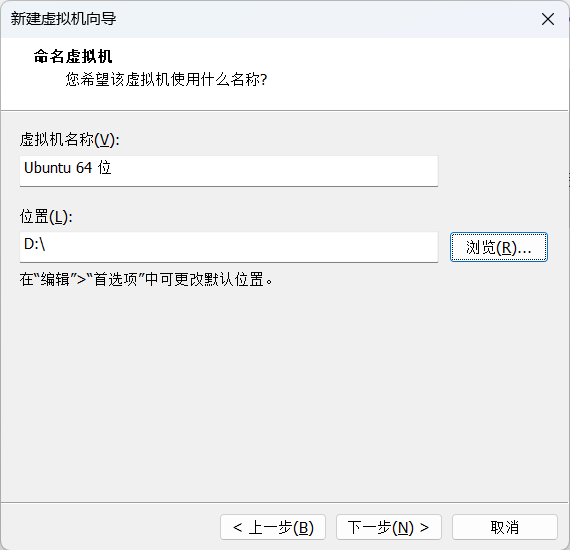 新建虚拟机向导
命名虚拟机
您希望该虚拟机使用什么名称?
虚拟机名称(V):
Ubuntu 64 位
位置(L):
D:\
浏览(R)...
在“编辑”>“首选项”中可更改默认位置。
< 上一步(B)
下一步(N) >
取消